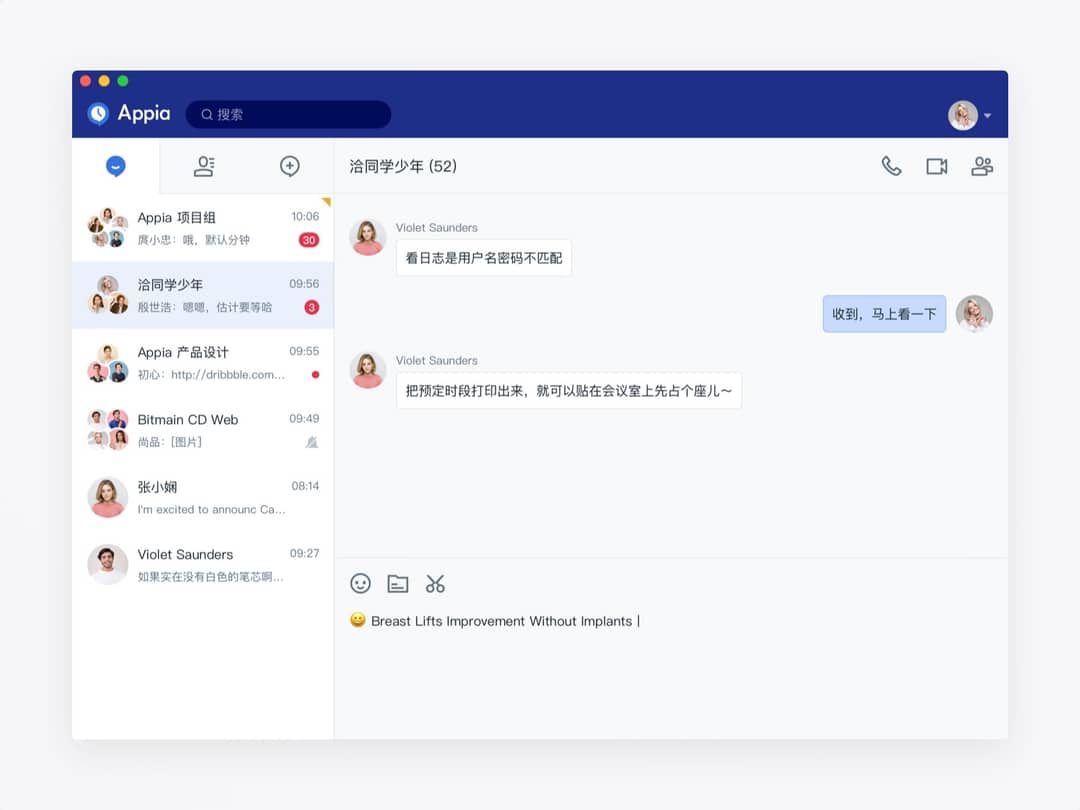 Appia
搜索
洽同学少年 (52)
Appia 项目组
10:06
庹小忠：哦，默认分钟
30
洽同学少年
09:56
殷世浩：嗯嗯，估计要等哈
3
Appia 产品设计
09:55
初心：http://dribbble.com...
Bitmain CD Web
09:49
尚品：[图片]
张小娴
08:14
I'm excited to announc Ca...
Violet Saunders
09:27
如果实在没有白色的笔芯啊...
Violet Saunders
看日志是用户名密码不匹配
收到，马上看一下
Violet Saunders
把预定时段打印出来，就可以贴在会议室上先占个座儿～
😀 Breast Lifts Improvement Without Implants |